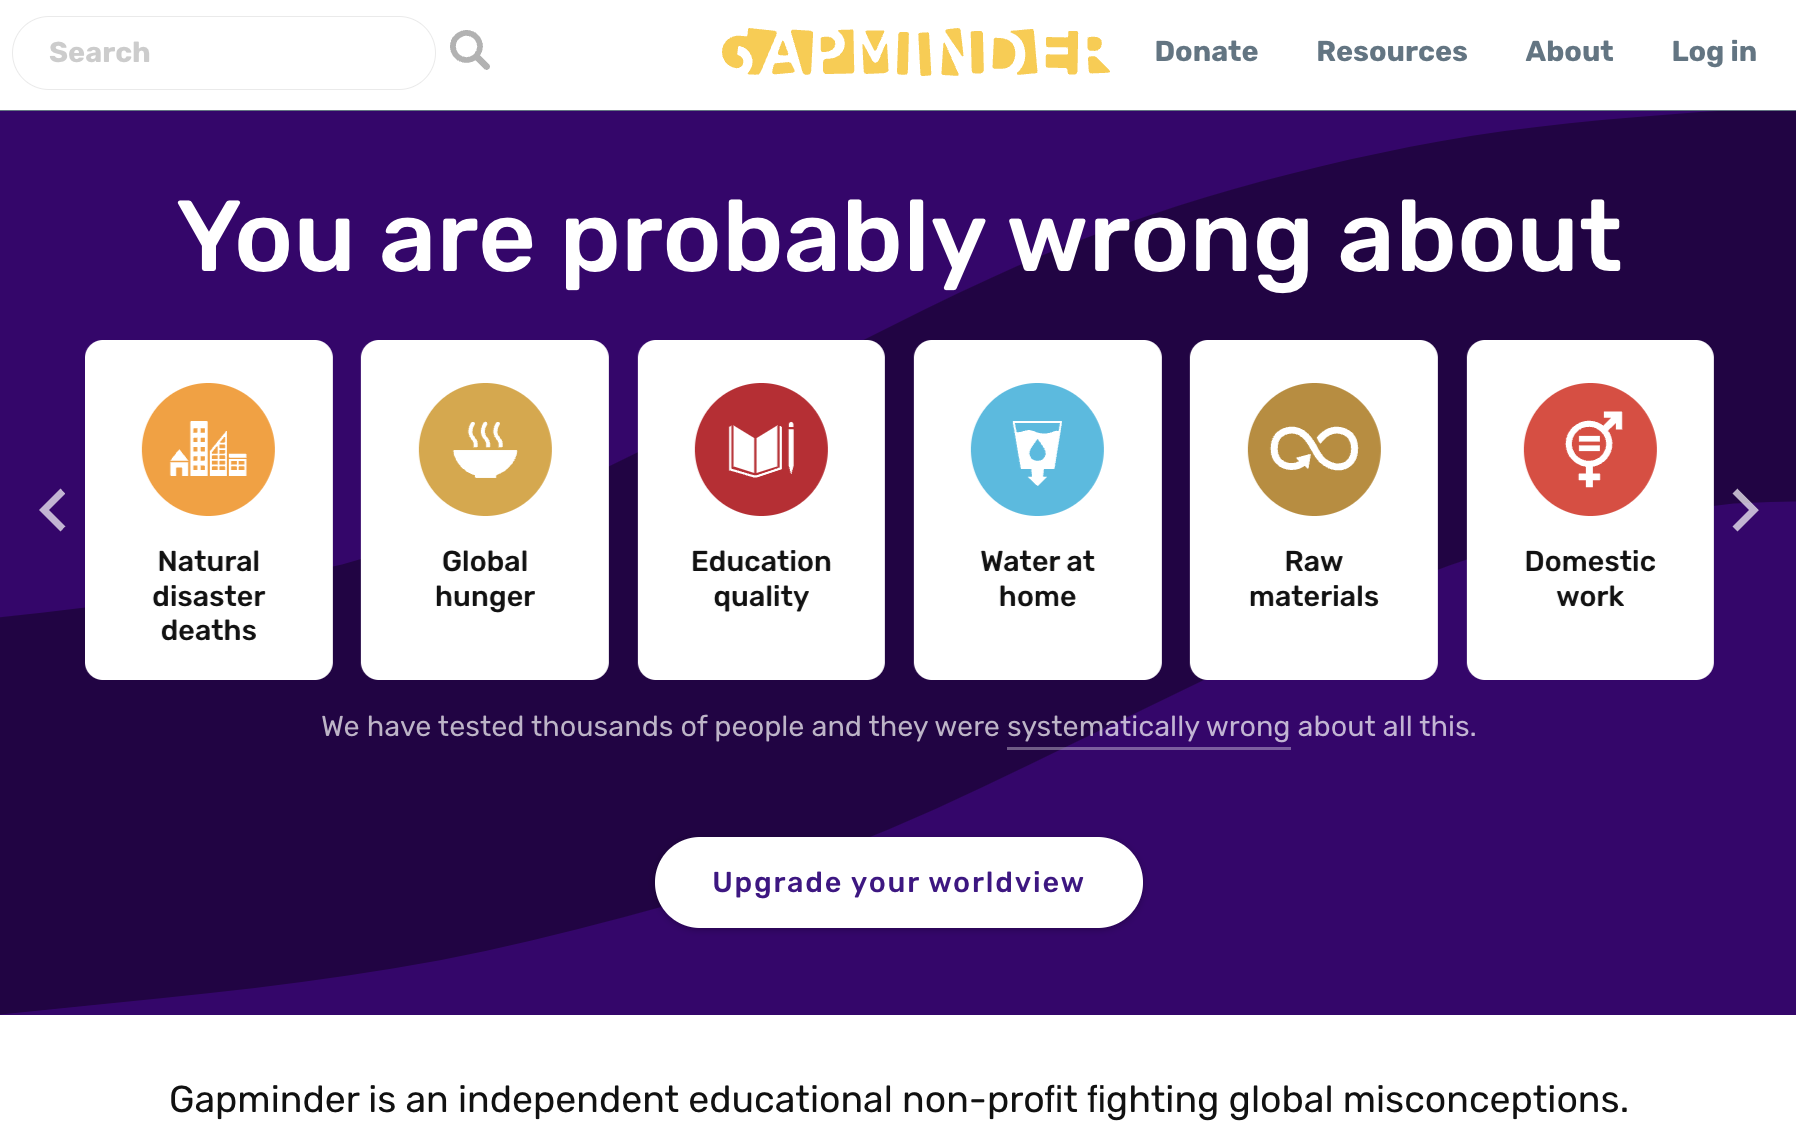 Search
GAPMINDER
Donate
Resources
About
Log in
You are probably wrong about
Natural
disaster
deaths
Global
hunger
Education
quality
Water at
home
Raw
materials
Domestic
work
We have tested thousands of people and they were systematically wrong about all this.
Upgrade your worldview
Gapminder is an independent educational non-profit fighting global misconceptions.